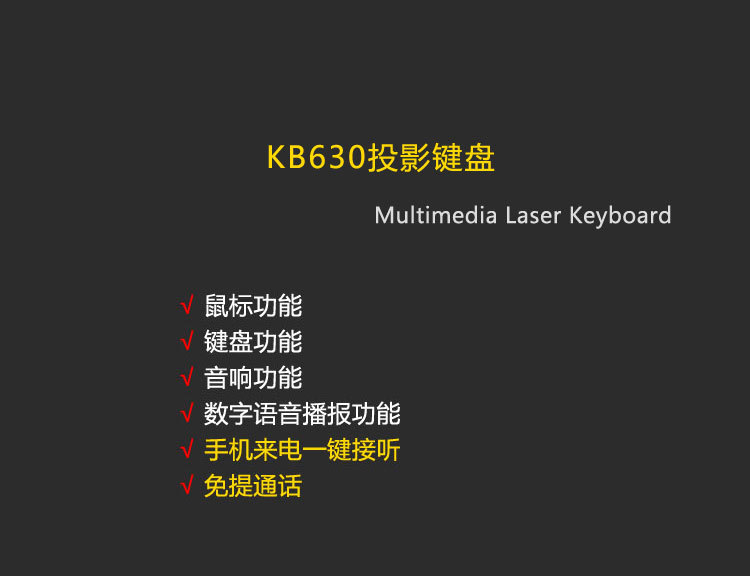 KB630投影键盘
Multimedia Laser Keyboard
√ 鼠标功能
√ 键盘功能
√ 音响功能
√ 数字语音播报功能
√ 手机来电一键接听
√ 免提通话